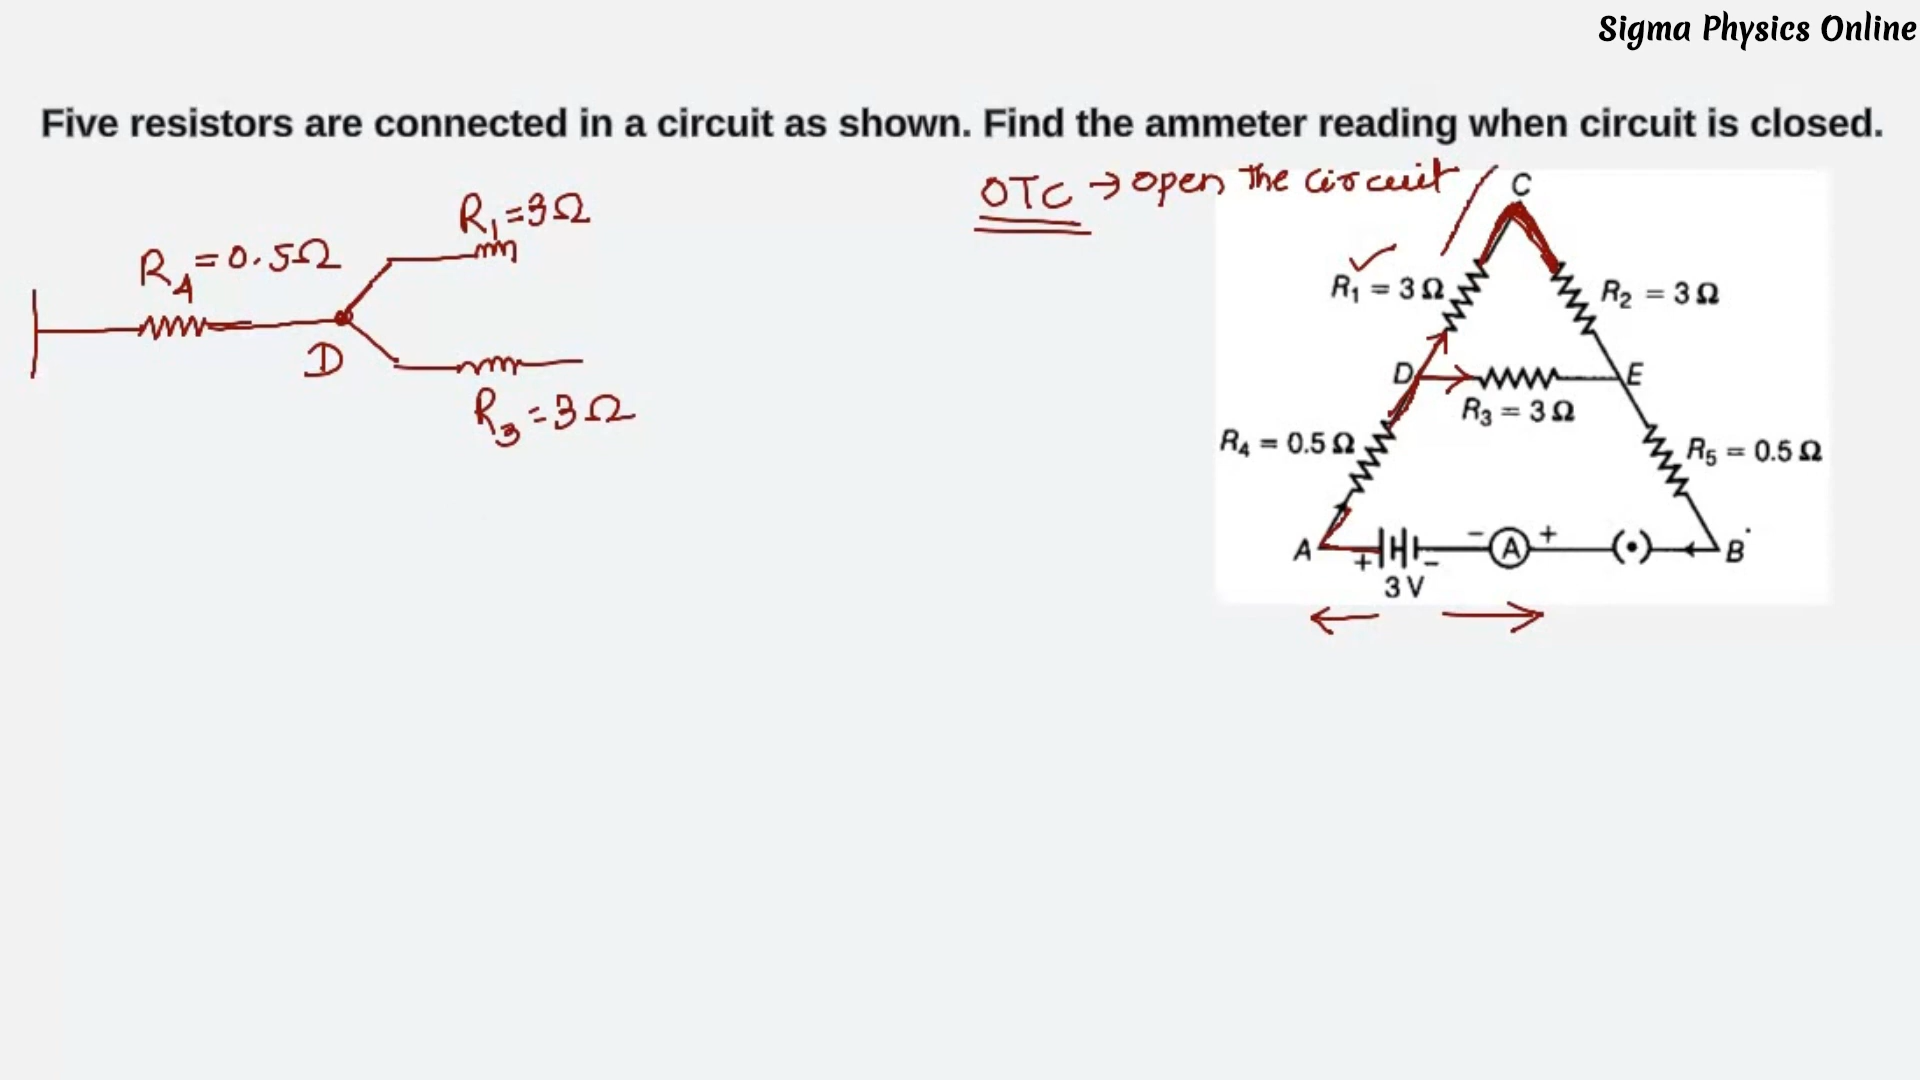 Sigma Physics Online
Five resistors are connected in a circuit as shown. Find the ammeter reading when circuit is closed.
OTC → open the circuit
R₁ = 3Ω
R₄ = 0.5Ω
D
R₃ = 3Ω
C
R₁ = 3 Ω
R₂ = 3 Ω
D
E
R₃ = 3 Ω
R₄ = 0.5 Ω
R₅ = 0.5 Ω
A + - - A + (•) B
3 V